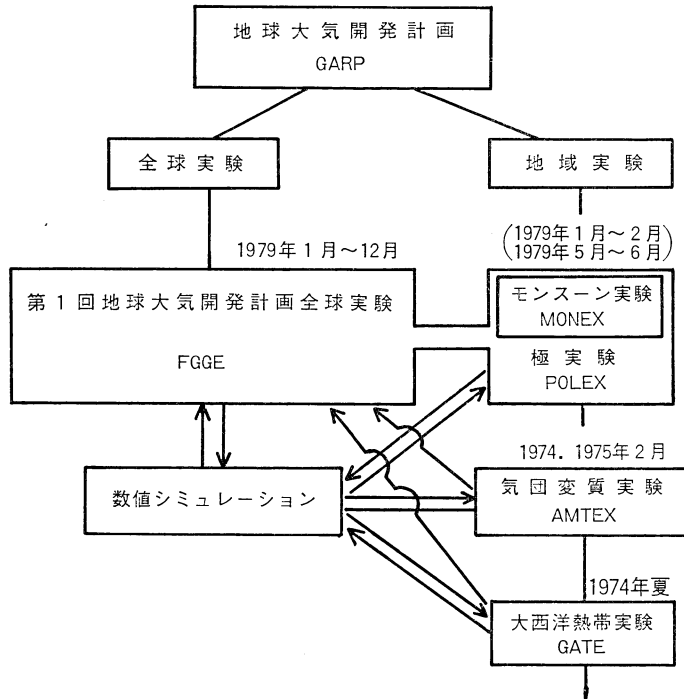 地球大気開発計画
GARP
全球実験
地域実験
1979年1月～12月
(1979年1月～2月
1979年5月～6月)
第1回地球大気開発計画全球実験
FGGE
モンスーン実験
MONEX
極実験
POLEX
1974．1975年2月
数値シミュレーション
気団変質実験
AMTEX
1974年夏
大西洋熱帯実験
GATE